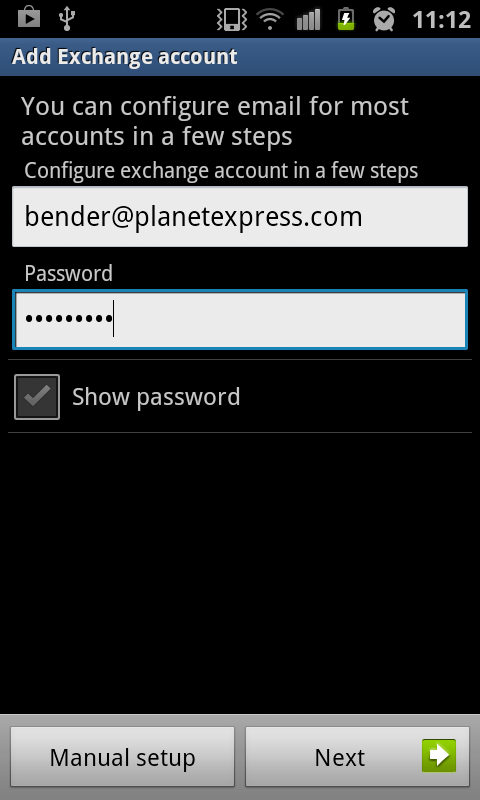 11:12
Add Exchange account
You can configure email for most
accounts in a few steps
Configure exchange account in a few steps
bender@planetexpress.com
Password
•••••••••
Show password
Manual setup
Next